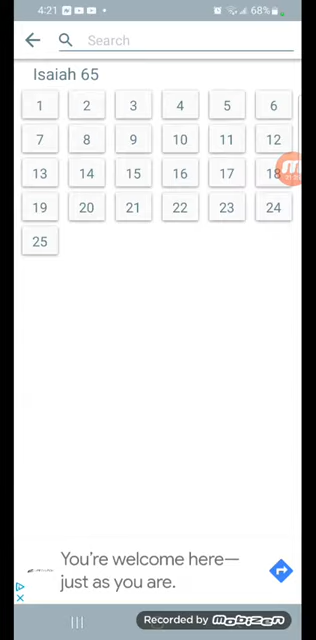 4:21 68%
Search
Isaiah 65
1 2 3 4 5 6
7 8 9 10 11 12
13 14 15 16 17 18
19 20 21 22 23 24
25
You're welcome here—
just as you are.
Recorded by MOBIZEN